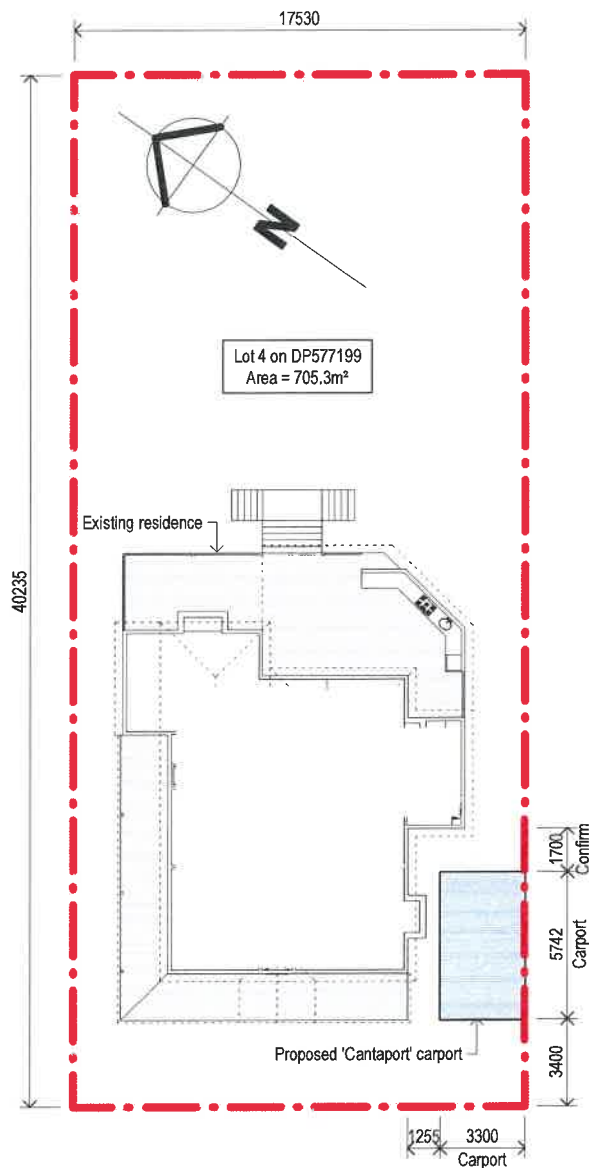 17530
N
Lot 4 on DP577199
Area = 705.3m²
Existing residence
40235
1700
Confirm
5742
Carport
Proposed 'Cantaport' carport
3400
1255
3300
Carport